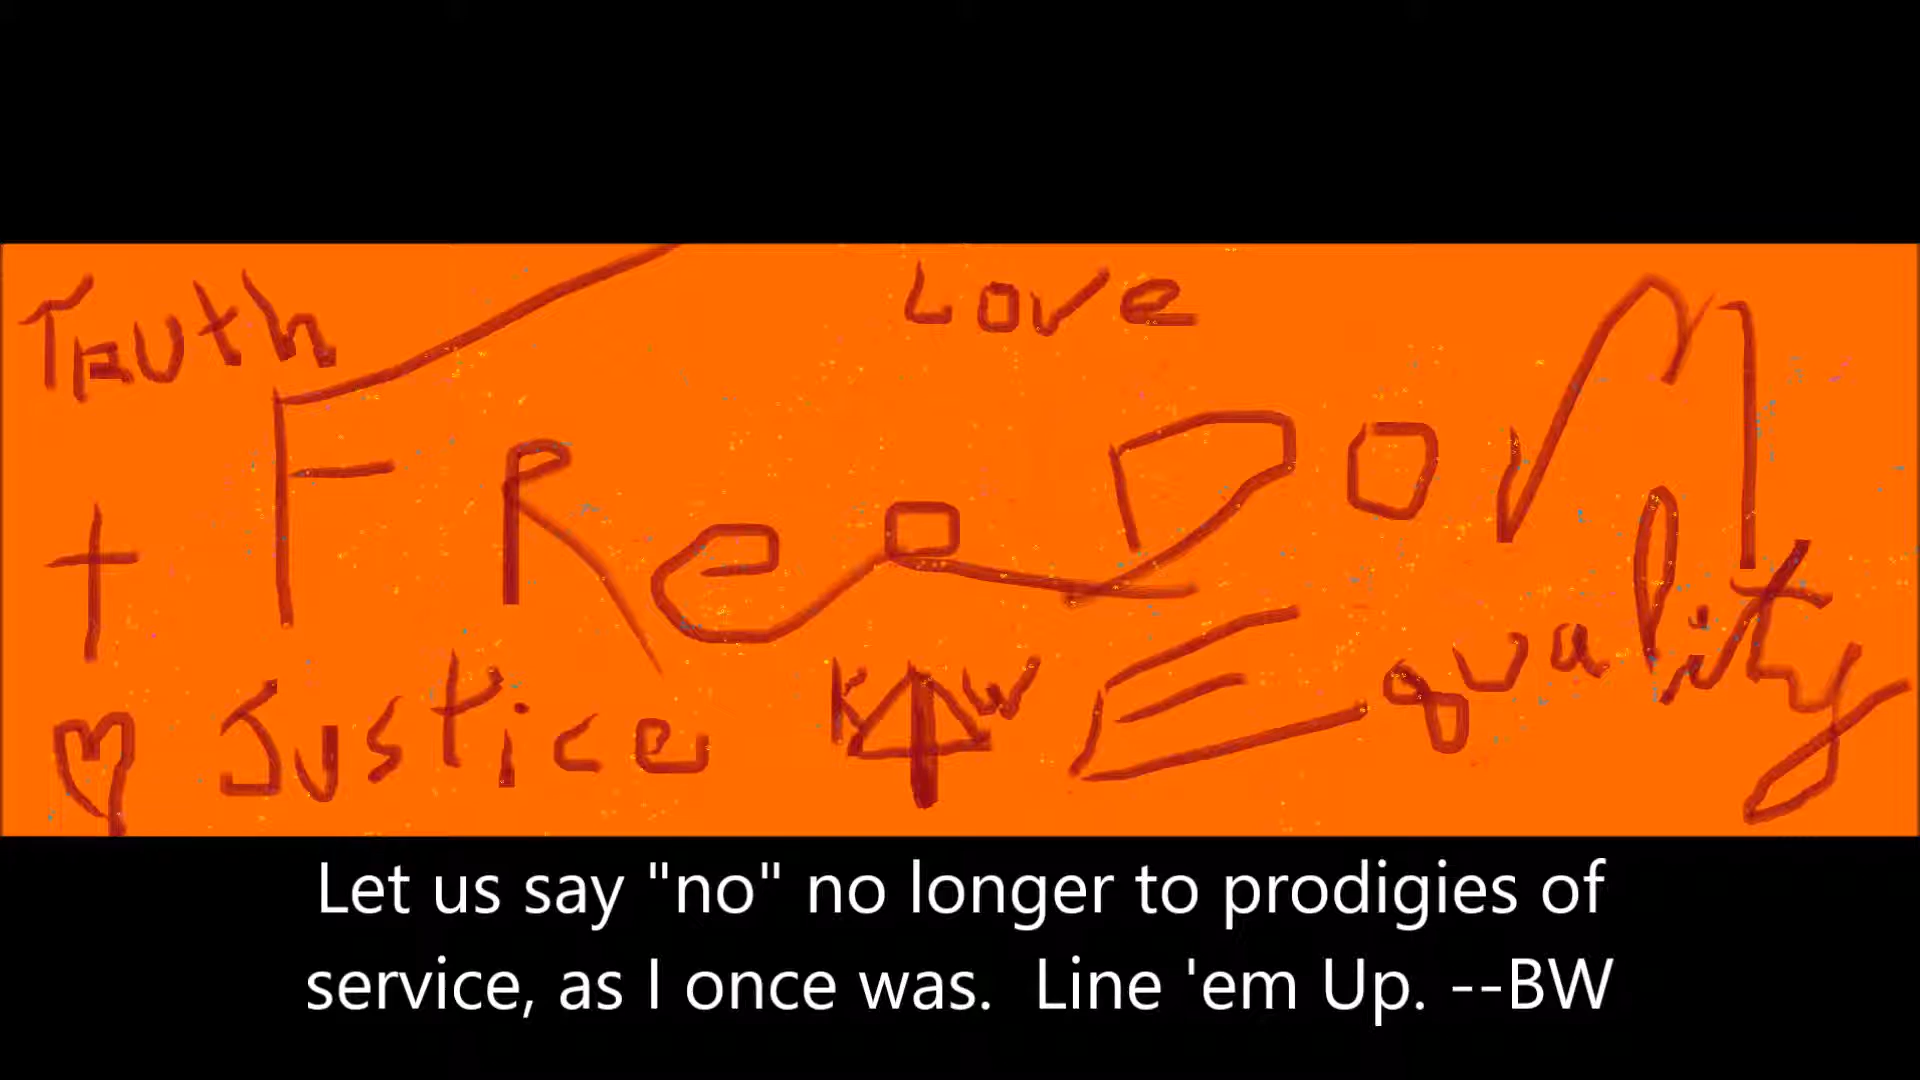 Truth
Love
FReeDOM
Justice
K W
Equality
Let us say "no" no longer to prodigies of
service, as I once was.  Line 'em Up. --BW